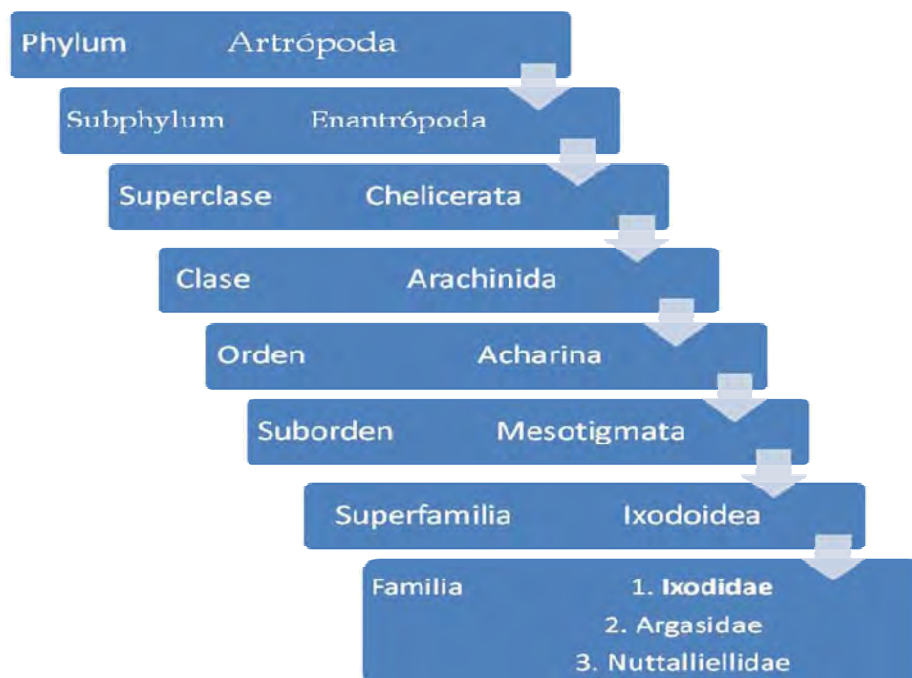 Phylum Artrópoda
Subphylum Enantrópoda
Superclase Chelicerata
Clase Arachinida
Orden Acharina
Suborden Mesotigmata
Superfamilia Ixodoidea
Familia 1. Ixodidae
2. Argasidae
3. Nuttalliellidae